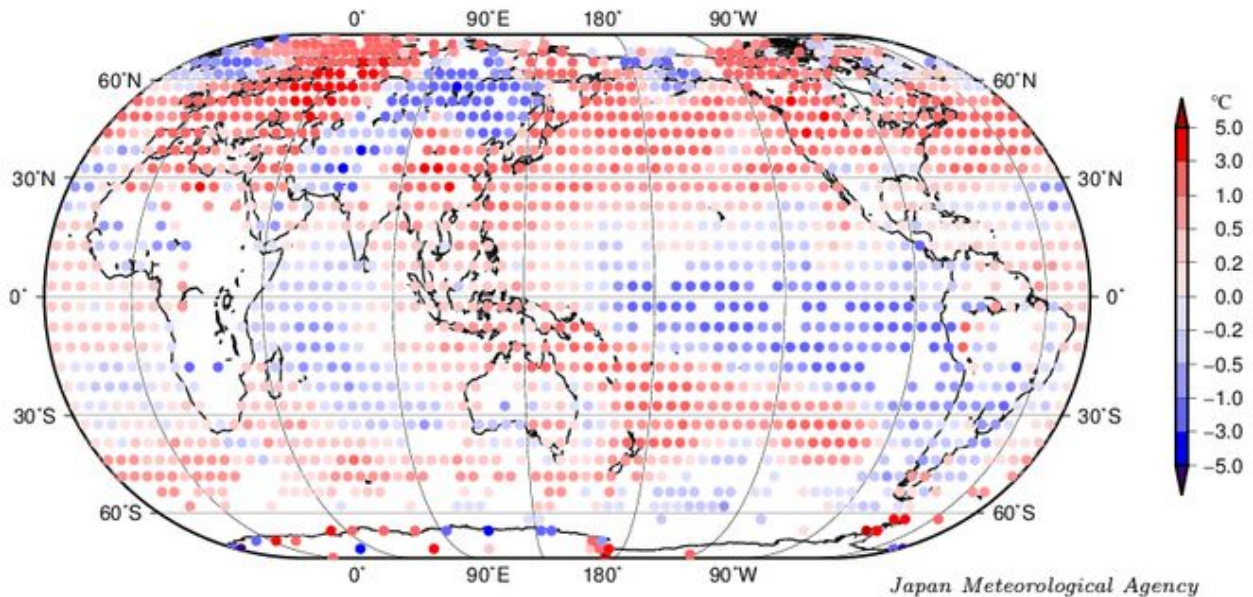 0° 90°E 180° 90°W
60°N 60°N
30°N 30°N
0° 0°
30°S 30°S
60°S 60°S
0° 90°E 180° 90°W
°C
5.0
3.0
1.0
0.5
0.2
0.0
−0.2
−0.5
−1.0
−3.0
−5.0
Japan Meteorological Agency